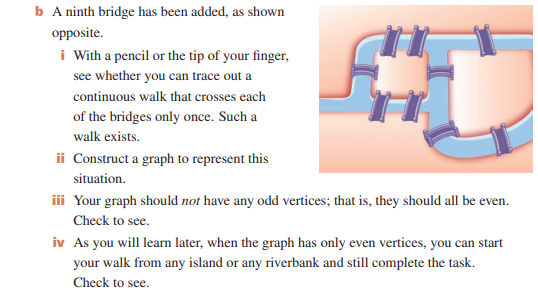 b A ninth bridge has been added, as shown
opposite.
i With a pencil or the tip of your finger,
see whether you can trace out a
continuous walk that crosses each
of the bridges only once. Such a
walk exists.
ii Construct a graph to represent this
situation.
iii Your graph should not have any odd vertices; that is, they should all be even.
Check to see.
iv As you will learn later, when the graph has only even vertices, you can start
your walk from any island or any riverbank and still complete the task.
Check to see.